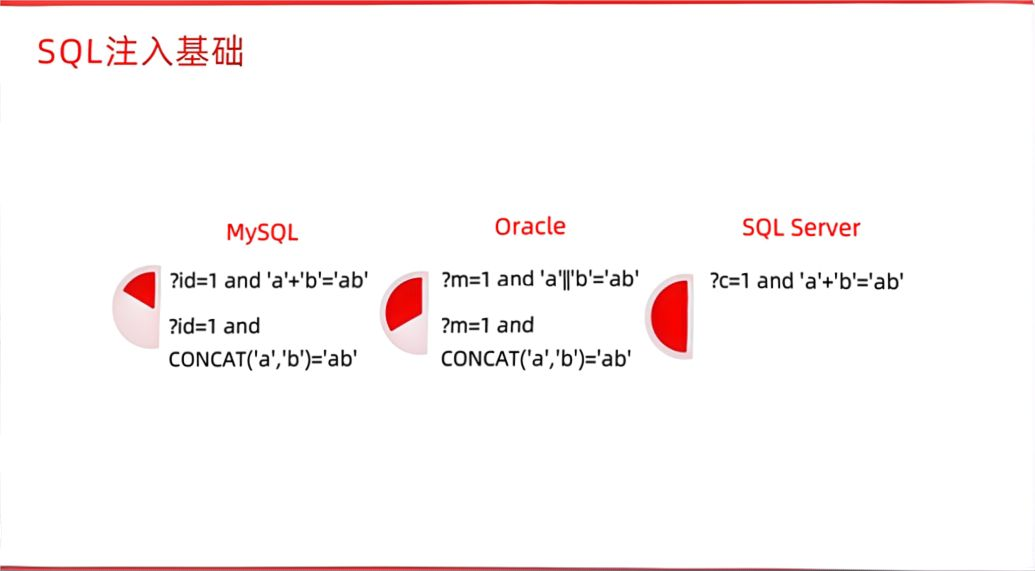 SQL注入基础
MySQL
?id=1 and 'a'+'b'='ab'
?id=1 and
CONCAT('a','b')='ab'
Oracle
?m=1 and 'a'||'b'='ab'
?m=1 and
CONCAT('a','b')='ab'
SQL Server
?c=1 and 'a'+'b'='ab'